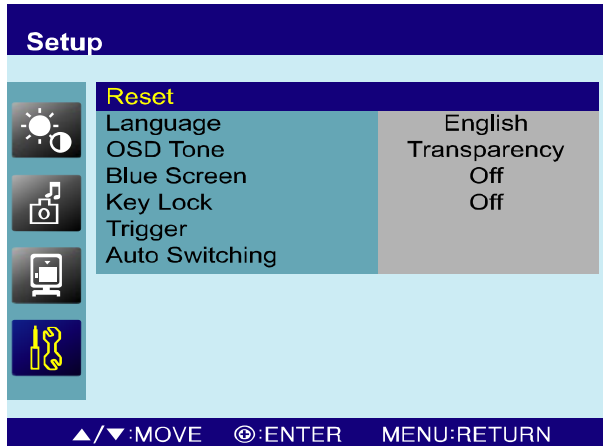 Setup
Reset
Language English
OSD Tone Transparency
Blue Screen Off
Key Lock Off
Trigger
Auto Switching
▲/▼:MOVE ⊕:ENTER MENU:RETURN